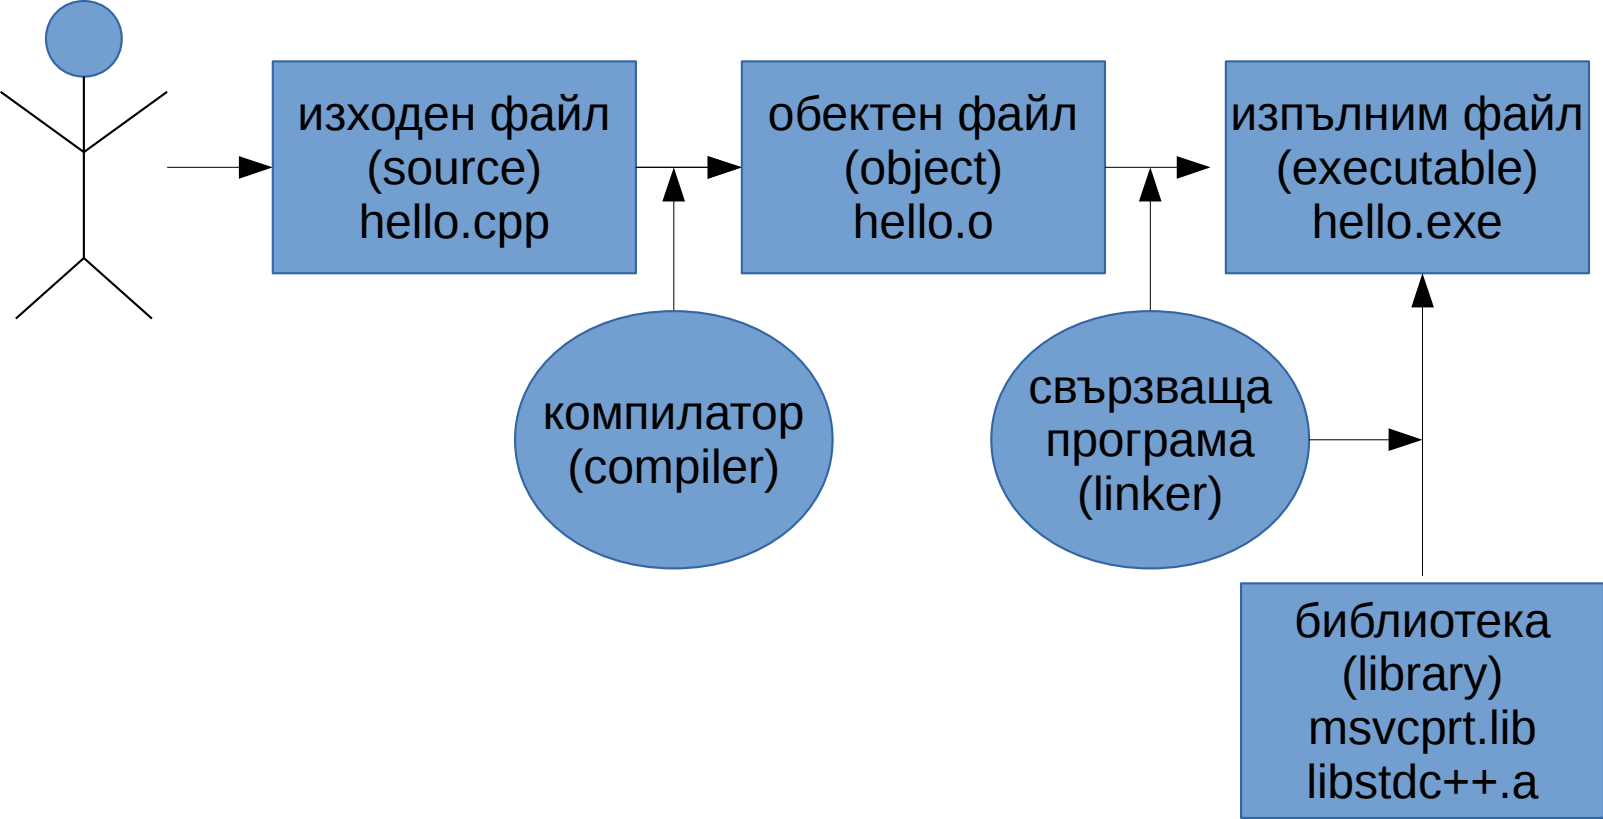 изходен файл
(source)
hello.cpp
обектен файл
(object)
hello.o
изпълним файл
(executable)
hello.exe
компилатор
(compiler)
свързваща
програма
(linker)
библиотека
(library)
msvcprt.lib
libstdc++.a